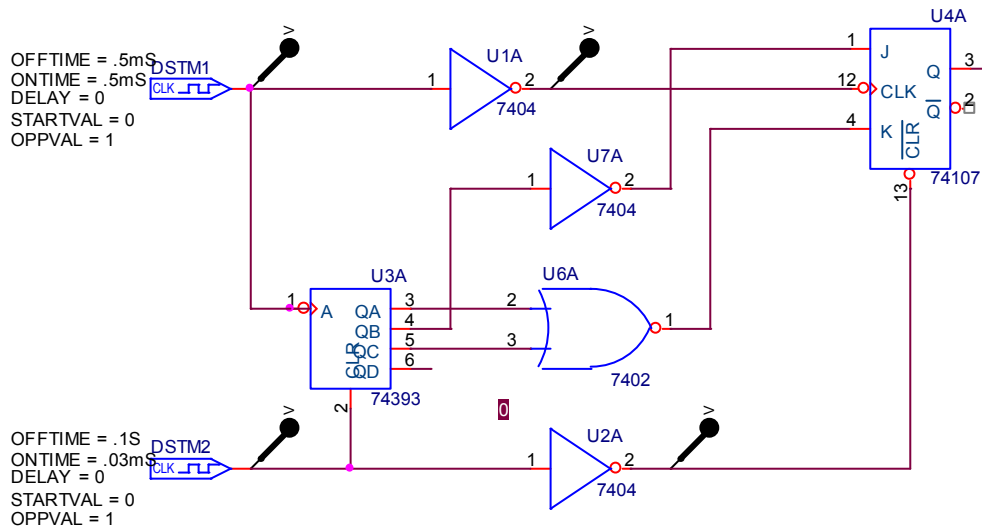 U4A
V
V
OFFTIME = .5mS
DSTM1
ONTIME = .5mS
CLK
DELAY = 0
STARTVAL = 0
OPPVAL = 1
U1A
1
2
7404
1
J
Q
3
12
CLK
Q
2
4
K
CLR
13
74107
U7A
1
2
7404
U3A
1
A
QA
3
QB
4
QC
5
QD
6
CLR
2
74393
U6A
2
3
1
7402
0
V
V
OFFTIME = .1S
DSTM2
ONTIME = .03mS
CLK
DELAY = 0
STARTVAL = 0
OPPVAL = 1
U2A
1
2
7404